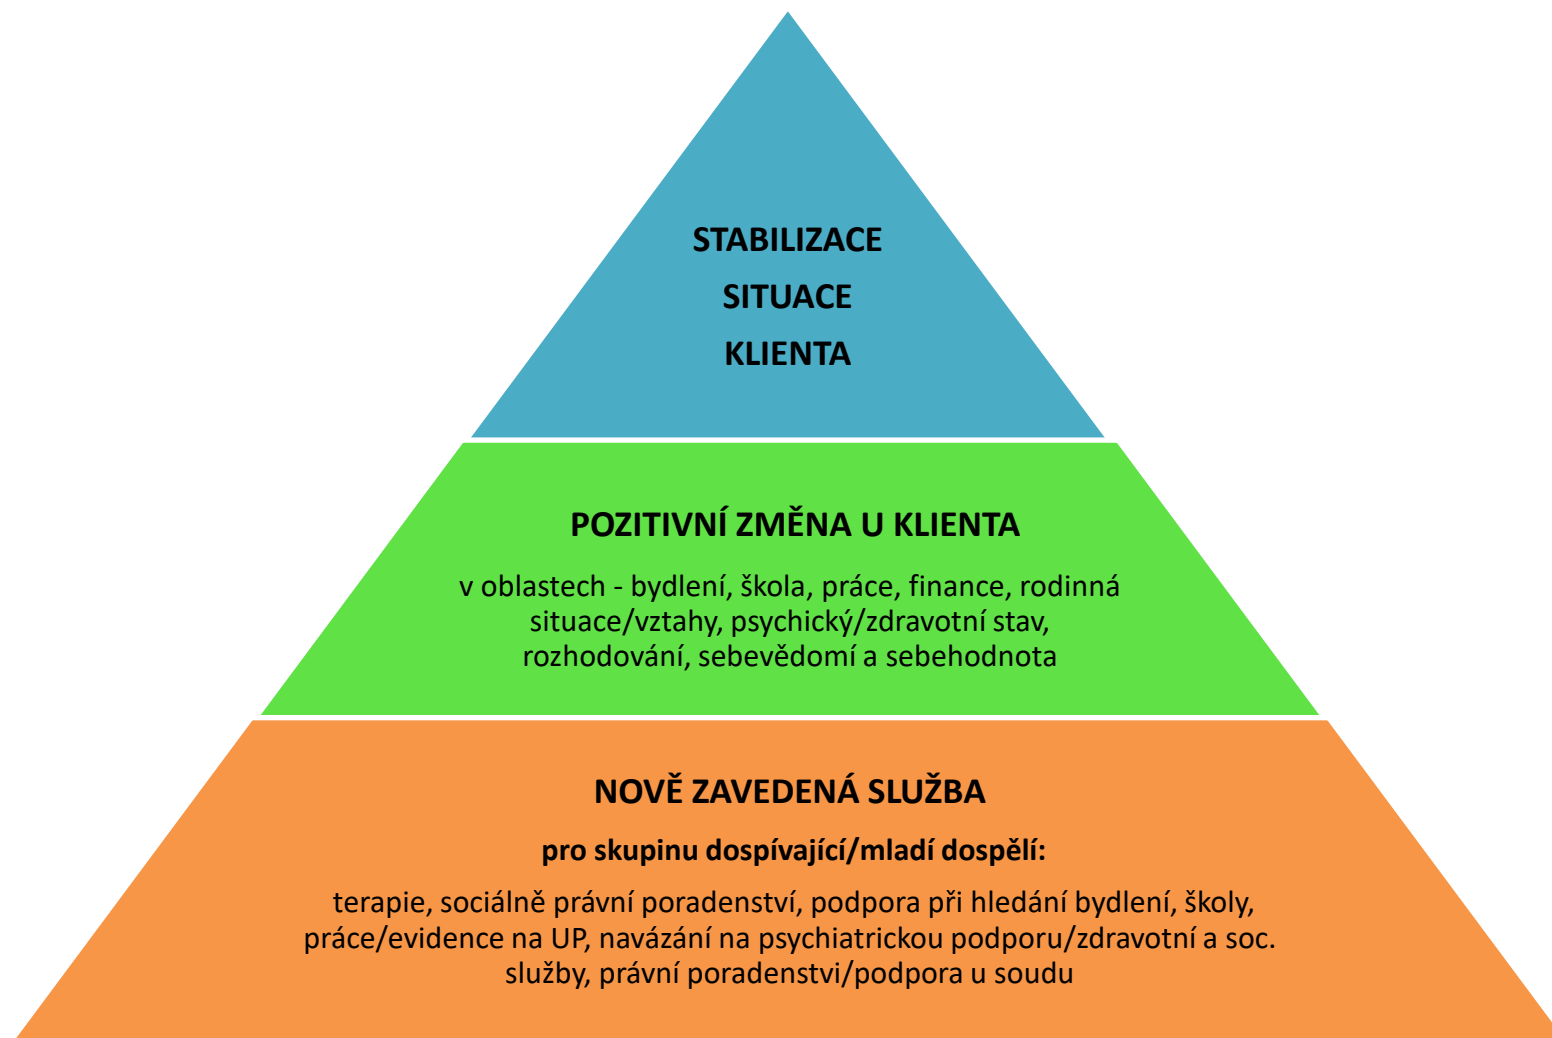 STABILIZACE
SITUACE
KLIENTA
POZITIVNÍ ZMĚNA U KLIENTA
v oblastech - bydlení, škola, práce, finance, rodinná
situace/vztahy, psychický/zdravotní stav,
rozhodování, sebevědomí a sebehodnota
NOVĚ ZAVEDENÁ SLUŽBA
pro skupinu dospívající/mladí dospělí:
terapie, sociálně právní poradenství, podpora při hledání bydlení, školy,
práce/evidence na UP, navázání na psychiatrickou podporu/zdravotní a soc.
služby, právní poradenstvi/podpora u soudu